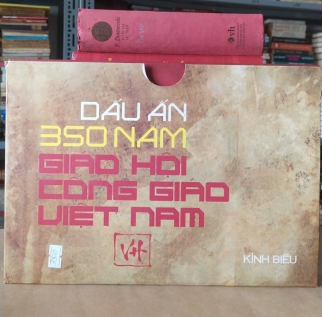 DẤU ẤN
350 NĂM
GIÁO HỘI
CÔNG GIÁO
VIỆT NAM
KÍNH BIẾU